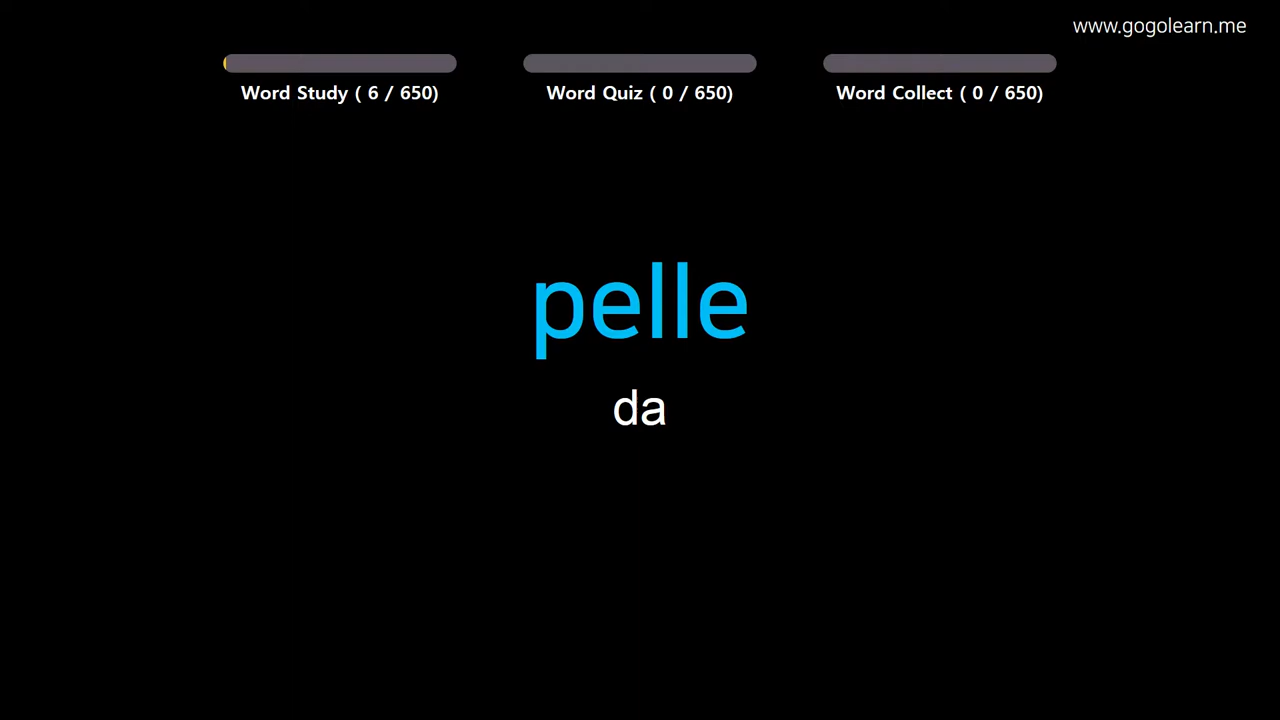 www.gogolearn.me
Word Study ( 6 / 650)
Word Quiz ( 0 / 650)
Word Collect ( 0 / 650)
pelle
da